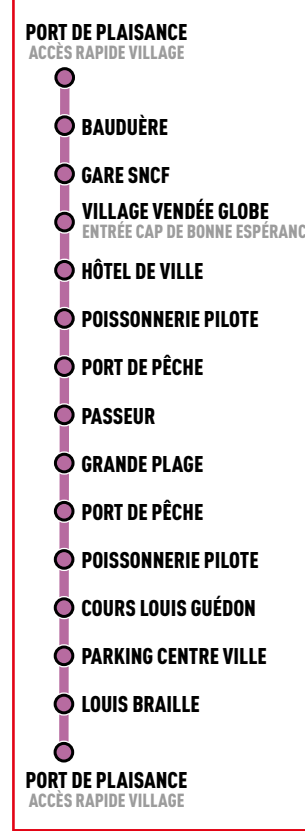 PORT DE PLAISANCE
ACCÈS RAPIDE VILLAGE
BAUDUÈRE
GARE SNCF
VILLAGE VENDÉE GLOBE
ENTRÉE CAP DE BONNE ESPÉRANC
HÔTEL DE VILLE
POISSONNERIE PILOTE
PORT DE PÊCHE
PASSEUR
GRANDE PLAGE
PORT DE PÊCHE
POISSONNERIE PILOTE
COURS LOUIS GUÉDON
PARKING CENTRE VILLE
LOUIS BRAILLE
PORT DE PLAISANCE
ACCÈS RAPIDE VILLAGE